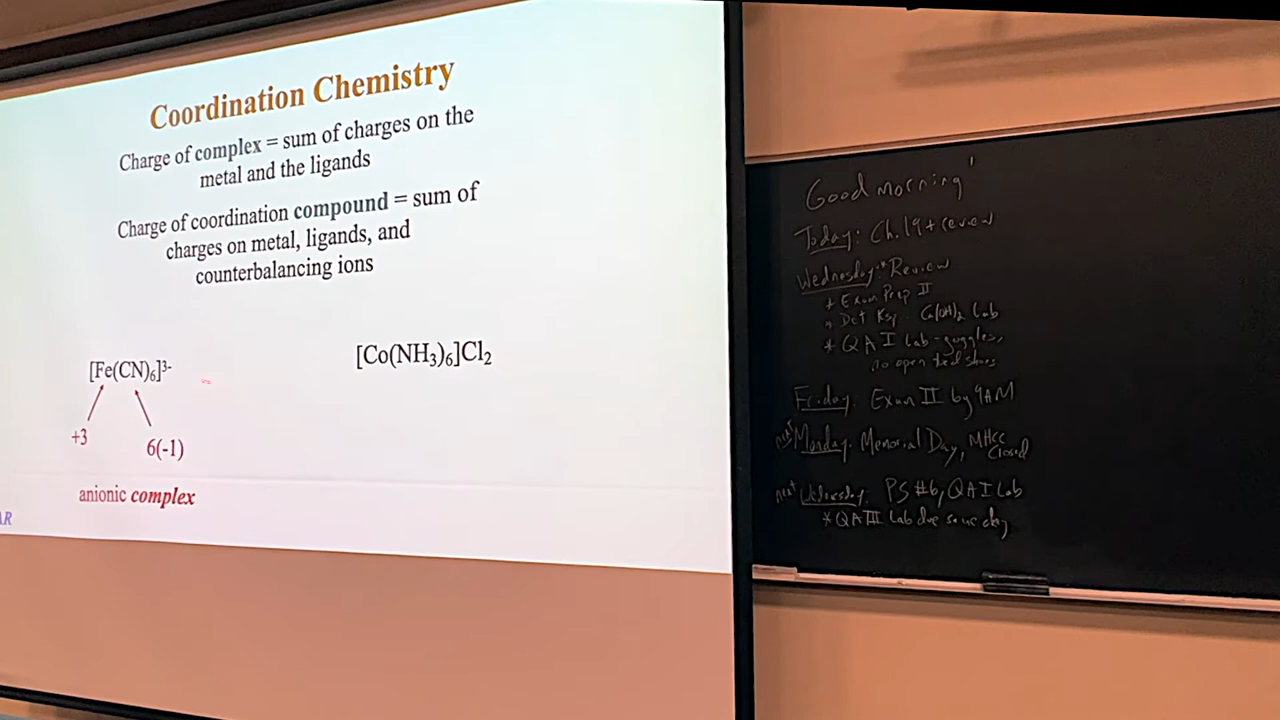 Coordination Chemistry
Charge of complex = sum of charges on the
metal and the ligands
Charge of coordination compound = sum of
charges on metal, ligands, and
counterbalancing ions
[Fe(CN)₆]³⁻
[Co(NH₃)₆]Cl₂
+3
6(-1)
anionic complex
AR
Good morning!
Today: Ch. 19 + review
Wednesday: * Review
* Exam Prep II
* Det Ksp Ca(OH)₂ Lab
* QA I Lab - goggles,
no open toed shoes
Friday: Exam II by 9AM
next Monday: Memorial Day, MHCC
Closed
next Wednesday: PS #6, QA I Lab
* QA III Lab due same day